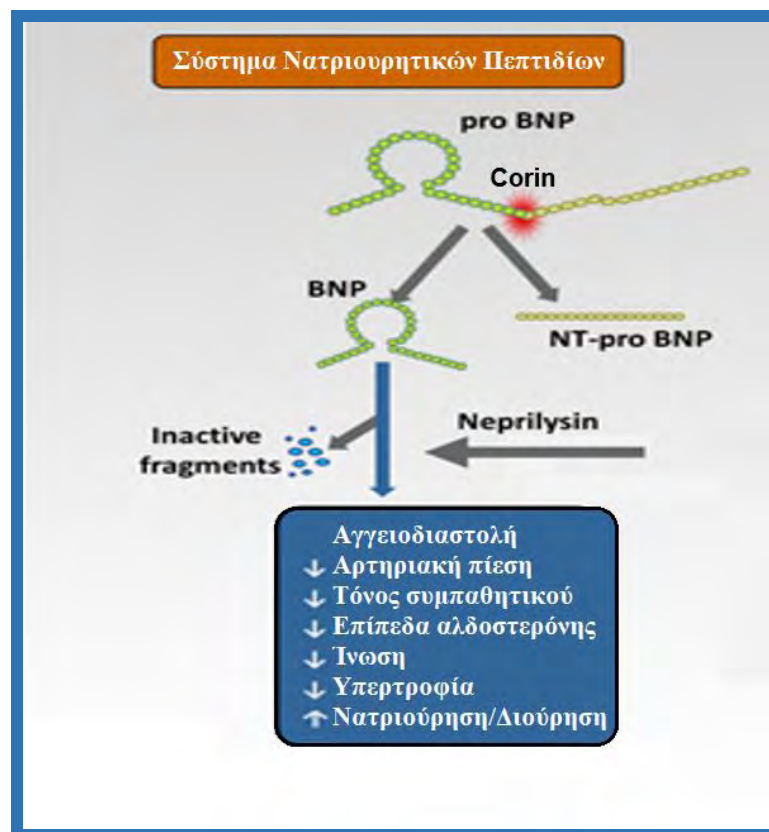 Σύστημα Νατριουρητικών Πεπτιδίων
pro BNP
Corin
BNP
NT-pro BNP
Neprilysin
Inactive
fragments
Αγγειοδιαστολή
↓ Αρτηριακή πίεση
↓ Τόνος συμπαθητικού
↓ Επίπεδα αλδοστερόνης
↓ Ίνωση
↓ Υπερτροφία
↑ Νατριούρηση/Διούρηση